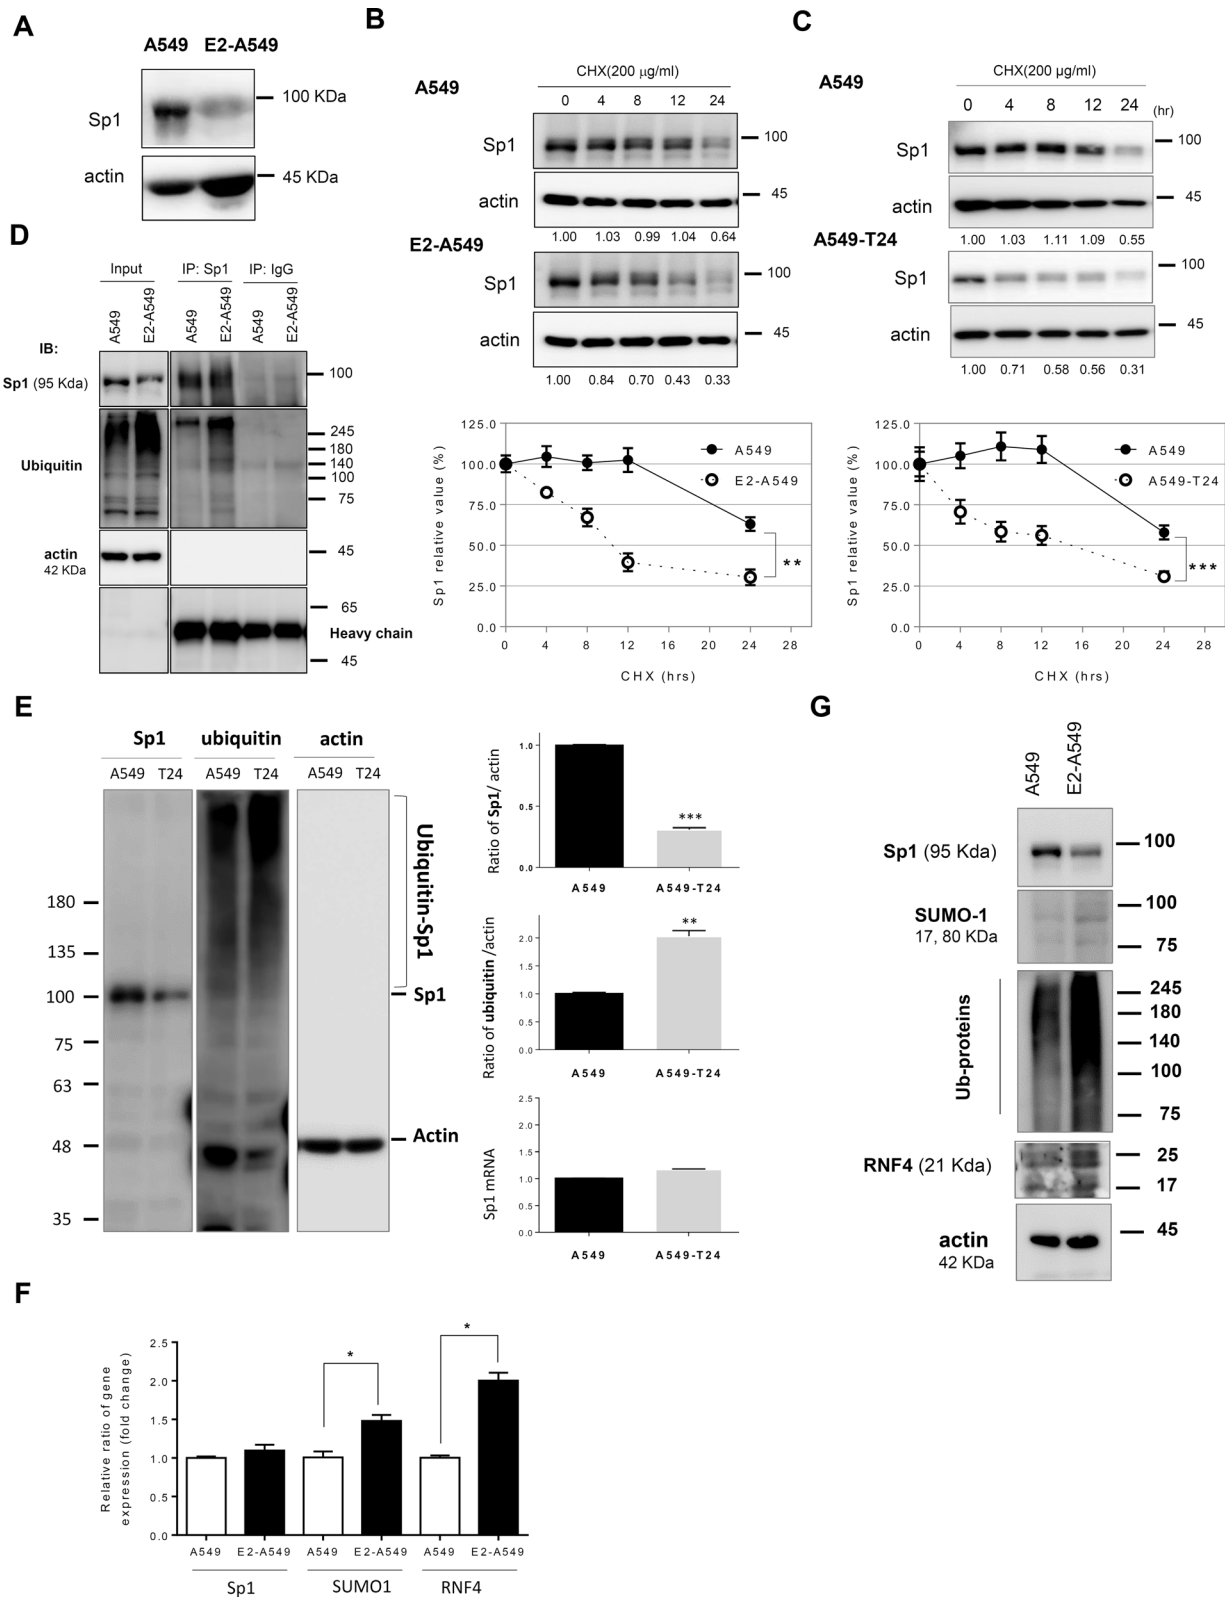 A
A549 E2-A549
Sp1
100 KDa
actin
45 KDa
B
CHX(200 µg/ml)
A549
0 4 8 12 24
Sp1
100
actin
45
1.00 1.03 0.99 1.04 0.64
E2-A549
Sp1
100
actin
45
1.00 0.84 0.70 0.43 0.33
125.0
100.0
75.0
50.0
25.0
0.0
Sp1 relative value (%)
A549
E2-A549
**
0 4 8 12 16 20 24 28
CHX (hrs)
C
CHX(200 µg/ml)
A549
0 4 8 12 24 (hr)
Sp1
100
actin
45
1.00 1.03 1.11 1.09 0.55
A549-T24
Sp1
100
actin
45
1.00 0.71 0.58 0.56 0.31
125.0
100.0
75.0
50.0
25.0
0.0
Sp1 relative value (%)
A549
A549-T24
***
0 4 8 12 16 20 24 28
CHX (hrs)
D
Input IP: Sp1 IP: IgG
A549 E2-A549 A549 E2-A549 A549 E2-A549
IB:
Sp1 (95 Kda)
100
Ubiquitin
245
180
140
100
75
actin
42 KDa
45
65
Heavy chain
45
E
Sp1 ubiquitin actin
A549 T24 A549 T24 A549 T24
180
135
100
75
63
48
35
Ubiquitin-Sp1
Sp1
Actin
Ratio of Sp1/ actin
1.0
0.5
0.0
***
A549 A549-T24
Ratio of ubiquitin /actin
2.0
1.5
1.0
0.5
0.0
**
A549 A549-T24
Sp1 mRNA
2.5
2.0
1.5
1.0
0.5
0.0
A549 A549-T24
G
A549 E2-A549
Sp1 (95 Kda)
100
SUMO-1
17, 80 KDa
100
75
Ub-proteins
245
180
140
100
75
RNF4 (21 Kda)
25
17
actin
42 KDa
45
F
Relative ratio of gene
expression (fold change)
2.5
2.0
1.5
1.0
0.5
0.0
*
*
A549 E2-A549 A549 E2-A549 A549 E2-A549
Sp1 SUMO1 RNF4